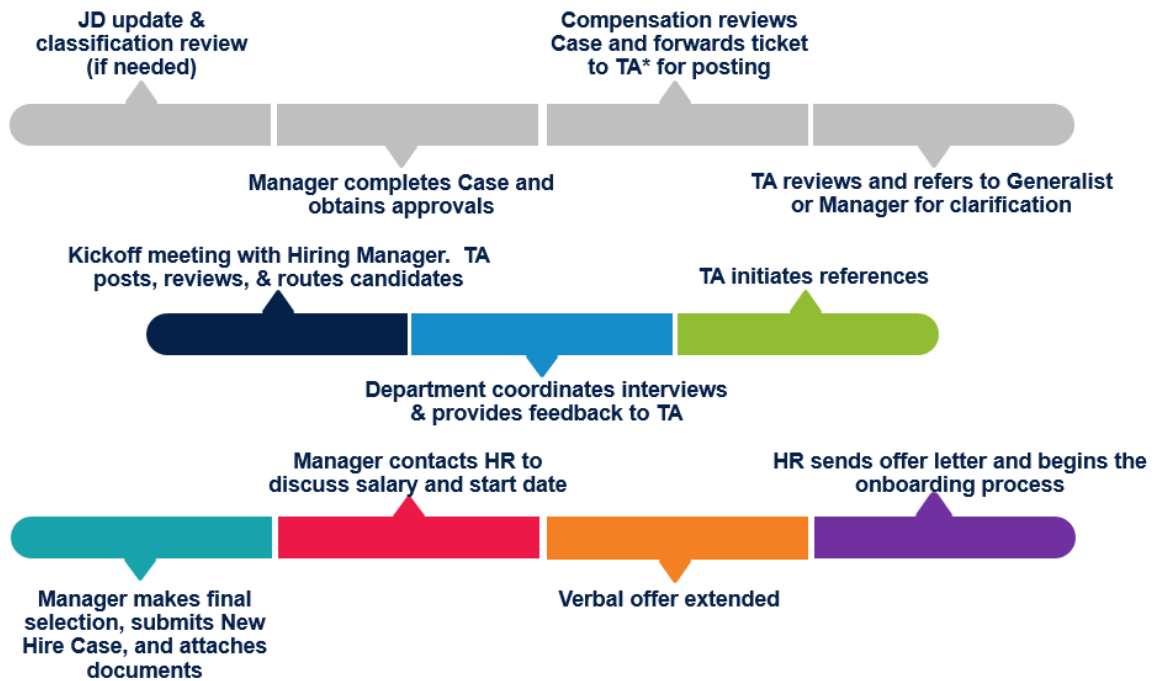 JD update &
classification review
(if needed)
Compensation reviews
Case and forwards ticket
to TA* for posting
Manager completes Case and
obtains approvals
TA reviews and refers to Generalist
or Manager for clarification
Kickoff meeting with Hiring Manager.  TA
posts, reviews, & routes candidates
TA initiates references
Department coordinates interviews
& provides feedback to TA
Manager contacts HR to
discuss salary and start date
HR sends offer letter and begins the
onboarding process
Manager makes final
selection, submits New
Hire Case, and attaches
documents
Verbal offer extended